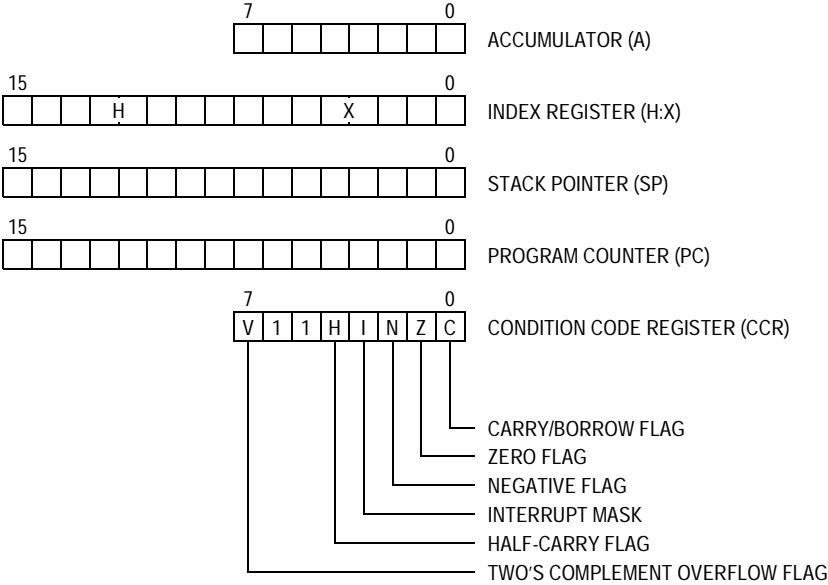 7 0
ACCUMULATOR (A)
15 0
H X INDEX REGISTER (H:X)
15 0
STACK POINTER (SP)
15 0
PROGRAM COUNTER (PC)
7 0
V 1 1 H I N Z C CONDITION CODE REGISTER (CCR)
CARRY/BORROW FLAG
ZERO FLAG
NEGATIVE FLAG
INTERRUPT MASK
HALF-CARRY FLAG
TWO'S COMPLEMENT OVERFLOW FLAG